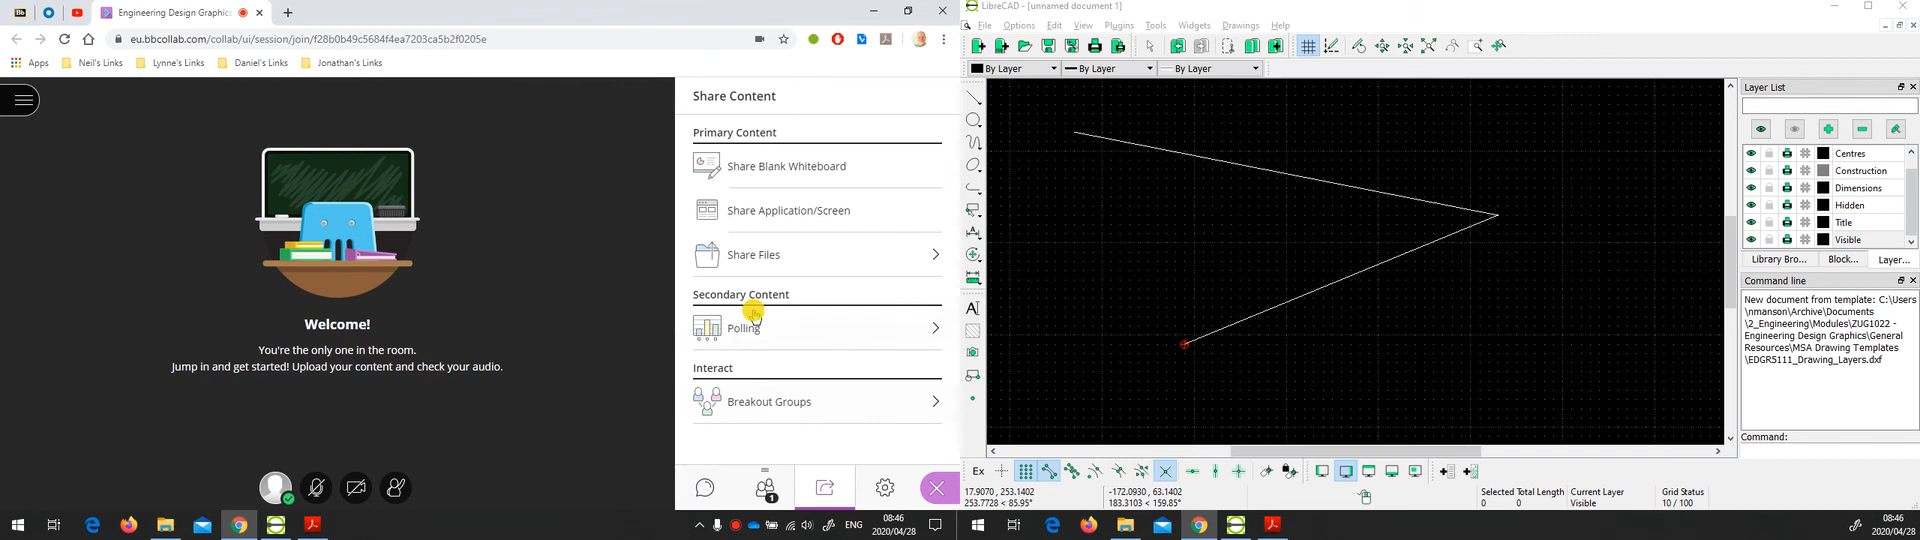 Engineering Design Graphics
eu.bbcollab.com/collab/ui/session/join/f28b0b49c5684f4ea7203ca5b2f0205e
Apps
Neil's Links
Lynne's Links
Daniel's Links
Jonathan's Links
Welcome!
You're the only one in the room.
Jump in and get started! Upload your content and check your audio.
Share Content
Primary Content
Share Blank Whiteboard
Share Application/Screen
Share Files
Secondary Content
Polling
Interact
Breakout Groups
1
ENG
08:46
2020/04/28
LibreCAD - [unnamed document 1]
File
Options
Edit
View
Plugins
Tools
Widgets
Drawings
Help
By Layer
By Layer
By Layer
Layer List
Centres
Construction
Dimensions
Hidden
Title
Visible
Library Bro...
Block...
Layer...
Command line
New document from template: C:\Users
\nmanson\Archive\Documents
\2_Engineering\Modules\ZUG1022 -
Engineering Design Graphics\General
Resources\MSA Drawing Templates
\EDGR5111_Drawing_Layers.dxf
Command:
Ex
17.9070 , 253.1402
253.7728 < 85.95°
-172.0930 , 63.1402
183.3103 < 159.85°
Selected Total Length
0 0
Current Layer
Visible
Grid Status
10 / 100
08:46
2020/04/28